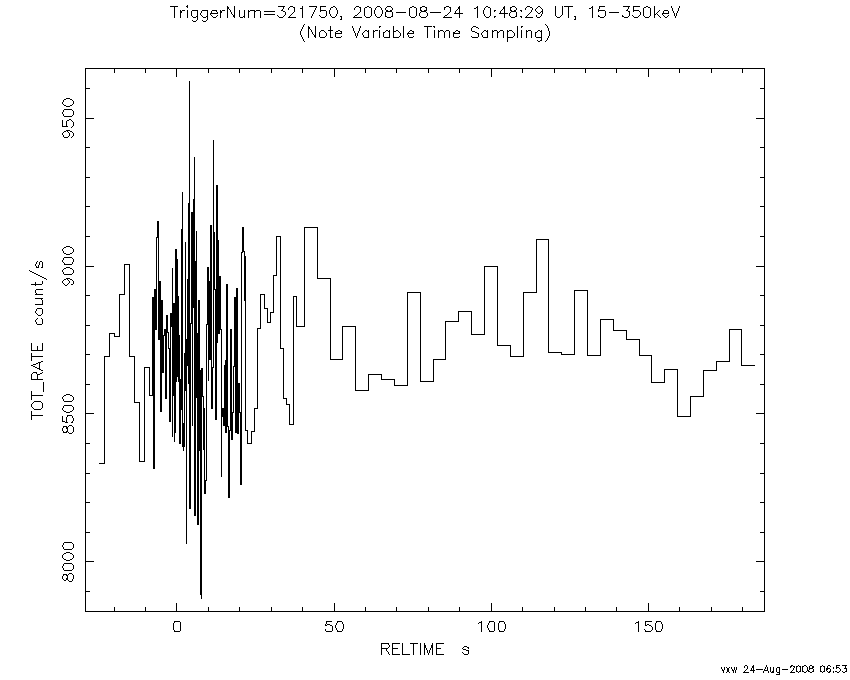 TriggerNum=321750, 2008-08-24 10:48:29 UT, 15-350keV
(Note Variable Time Sampling)
TOT_RATE count/s
9500
9000
8500
8000
0 50 100 150
RELTIME s
vxw 24-Aug-2008 06:53